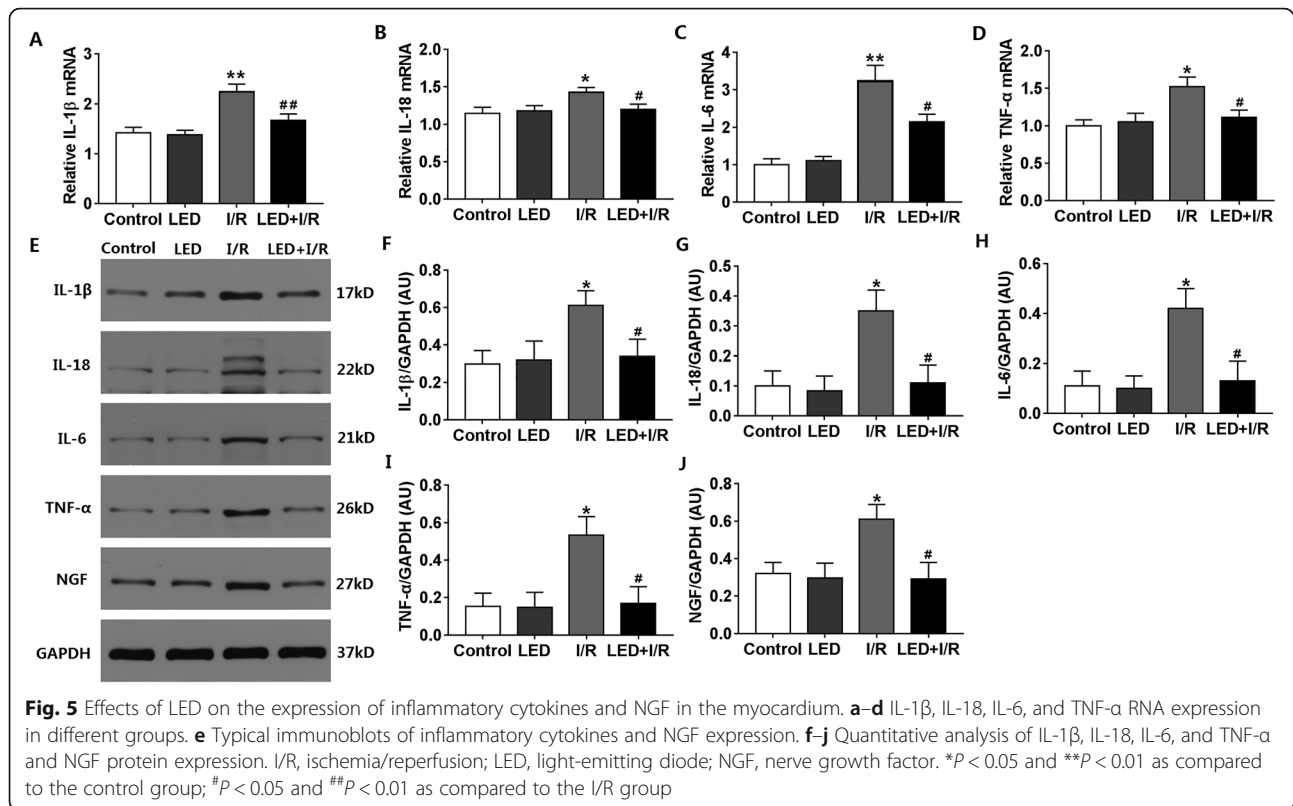 A
Relative IL-1β mRNA
3
2
1
0
**
##
Control LED I/R LED+I/R
B
Relative IL-18 mRNA
2.0
1.5
1.0
0.5
0.0
*
#
Control LED I/R LED+I/R
C
Relative IL-6 mRNA
4
3
2
1
0
**
#
Control LED I/R LED+I/R
D
Relative TNF-α mRNA
2.0
1.5
1.0
0.5
0.0
*
#
Control LED I/R LED+I/R
E
Control LED I/R LED+I/R
IL-1β 17kD
IL-18 22kD
IL-6 21kD
TNF-α 26kD
NGF 27kD
GAPDH 37kD
F
IL-1β/GAPDH (AU)
0.8
0.6
0.4
0.2
0.0
*
#
Control LED I/R LED+I/R
G
IL-18/GAPDH (AU)
0.5
0.4
0.3
0.2
0.1
0.0
*
#
Control LED I/R LED+I/R
H
IL-6/GAPDH (AU)
0.6
0.4
0.2
0.0
*
#
Control LED I/R LED+I/R
I
TNF-α/GAPDH (AU)
0.8
0.6
0.4
0.2
0.0
*
#
Control LED I/R LED+I/R
J
NGF/GAPDH (AU)
0.8
0.6
0.4
0.2
0.0
*
#
Control LED I/R LED+I/R
Fig. 5 Effects of LED on the expression of inflammatory cytokines and NGF in the myocardium. a–d IL-1β, IL-18, IL-6, and TNF-α RNA expression
in different groups. e Typical immunoblots of inflammatory cytokines and NGF expression. f–j Quantitative analysis of IL-1β, IL-18, IL-6, and TNF-α
and NGF protein expression. I/R, ischemia/reperfusion; LED, light-emitting diode; NGF, nerve growth factor. *P < 0.05 and **P < 0.01 as compared
to the control group; #P < 0.05 and ##P < 0.01 as compared to the I/R group